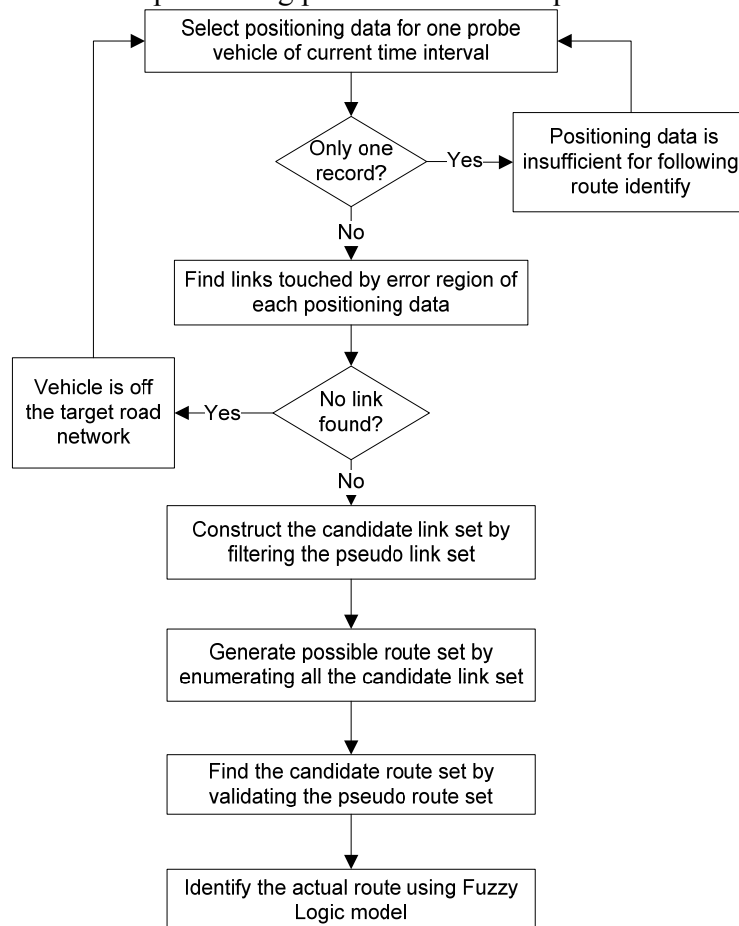 Select positioning data for one probe
vehicle of current time interval
Only one
record?
Yes
Positioning data is
insufficient for following
route identify
No
Find links touched by error region of
each positioning data
No link
found?
Yes
Vehicle is off
the target road
network
No
Construct the candidate link set by
filtering the pseudo link set
Generate possible route set by
enumerating all the candidate link set
Find the candidate route set by
validating the pseudo route set
Identify the actual route using Fuzzy
Logic model